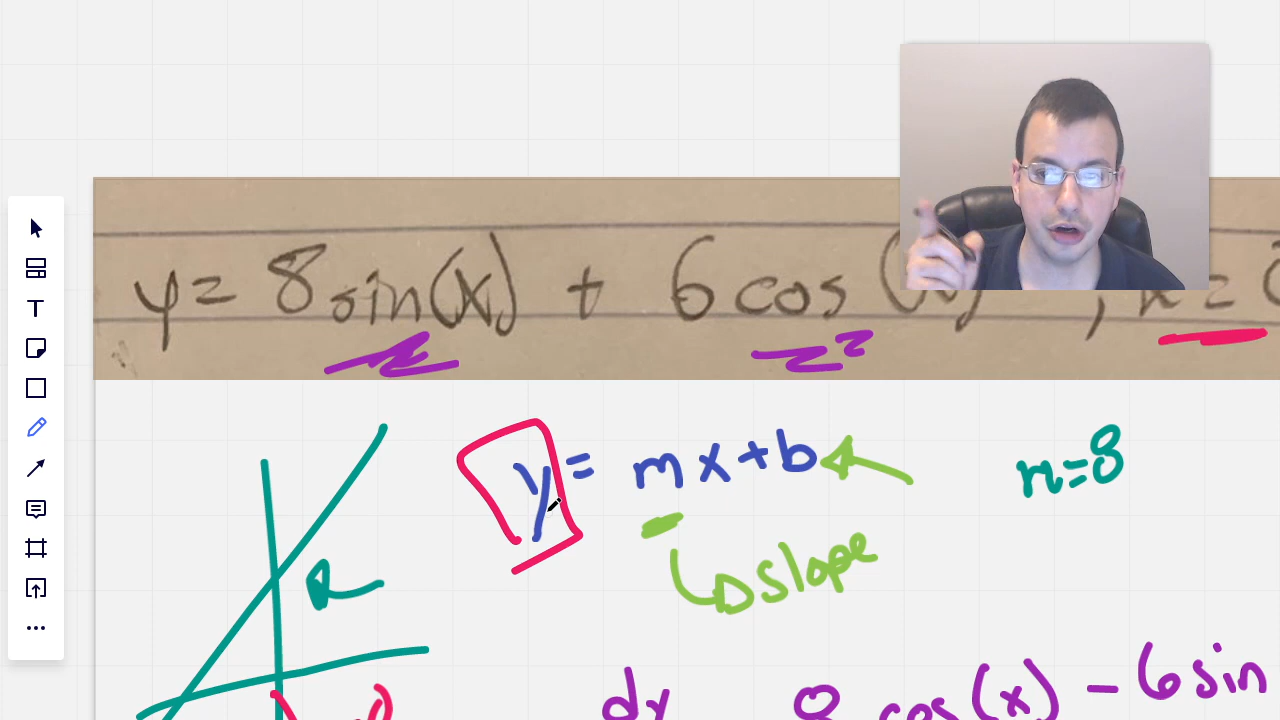 y = 8 sin(x) + 6 cos
T
y = mx+b
m=8
slope
dy 8 cos(x) - 6 sin